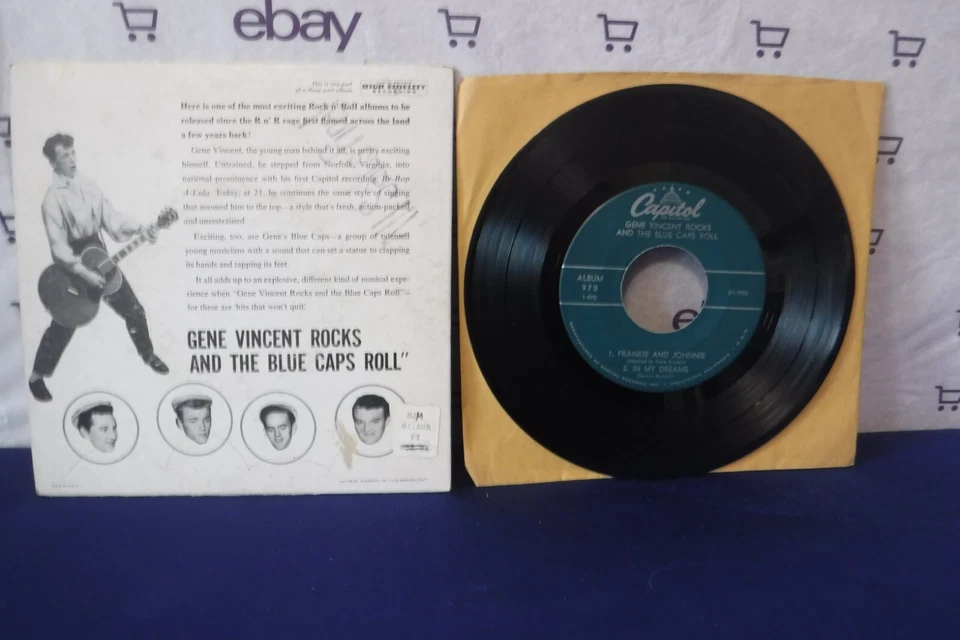 ebay
This is one part
of a three part album
HIGH FIDELITY
RECORDING
Here is one of the most exciting Rock n' Roll albums to be
released since the R n' R rage first flamed across the land
a few years back!
Gene Vincent, the young man behind it all, is pretty exciting
himself. Untrained, he stepped from Norfolk, Virginia, into
national prominence with his first Capitol recording, Be-Bop
A-Lula. Today, at 21, he continues the same style of singing
that zoomed him to the top—a style that's fresh, action-packed
and unrestrained.
Exciting, too, are Gene's Blue Caps—a group of talented
young musicians with a sound that can set a statue to clapping
its hands and tapping its feet.
It all adds up to an explosive, different kind of musical expe-
rience when "Gene Vincent Rocks and the Blue Caps Roll"—
for these are 'hits that won't quit!'
GENE VINCENT ROCKS
AND THE BLUE CAPS ROLL"
Capitol
GENE VINCENT ROCKS
AND THE BLUE CAPS ROLL
ALBUM
970
1-970
1. FRANKIE AND JOHNNIE
2. IN MY DREAMS